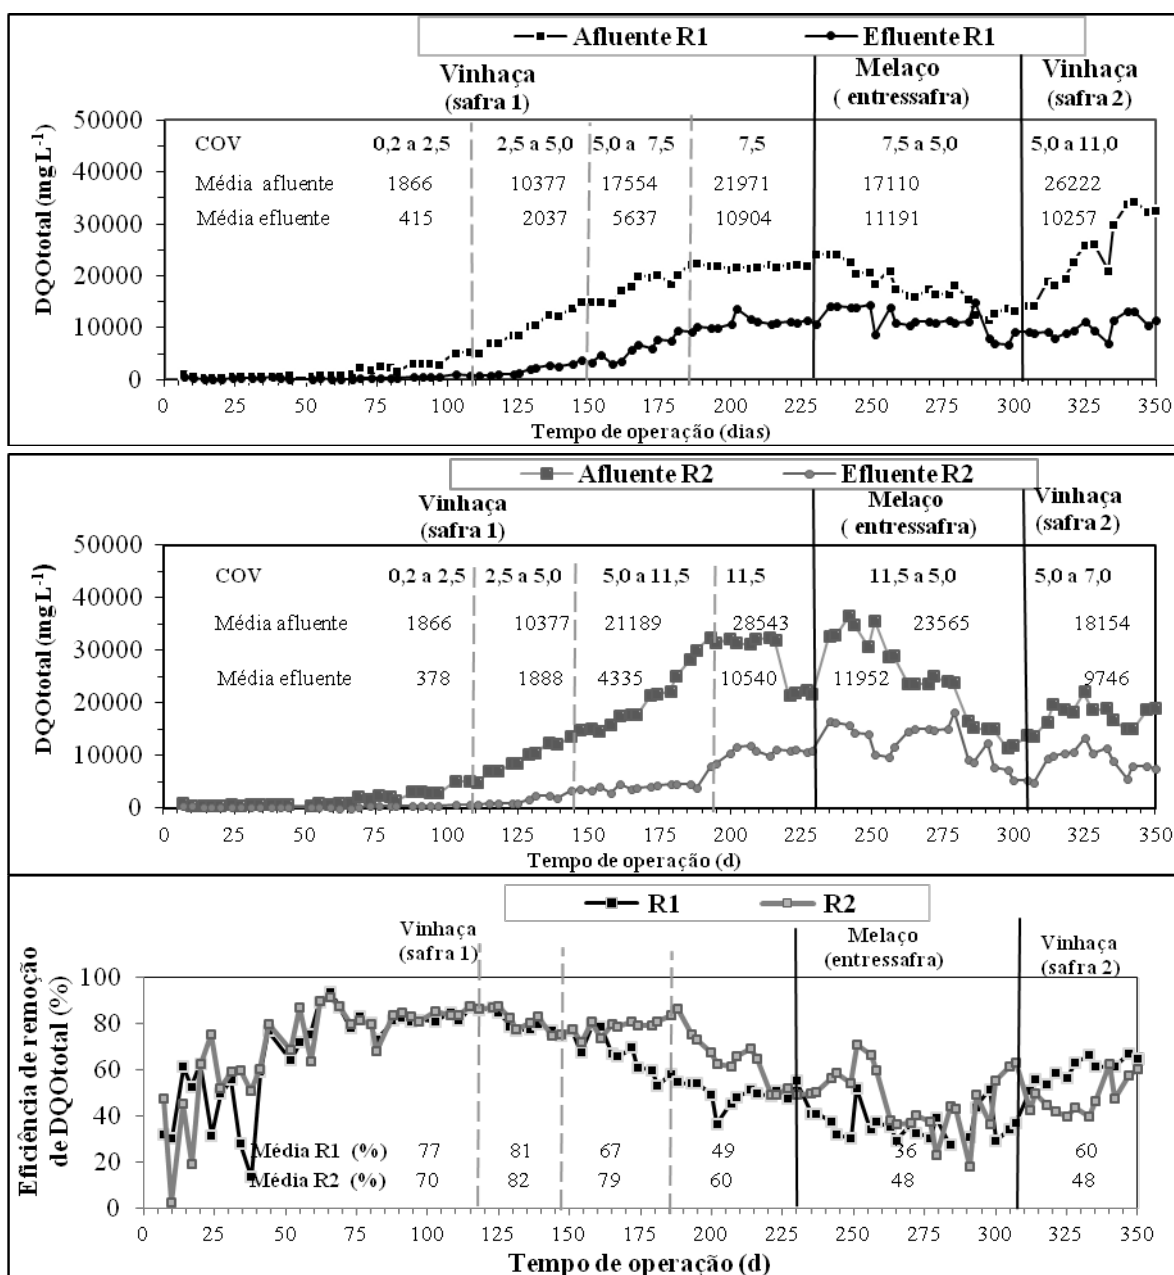 Afluente R1 Efluente R1
Vinhaça (safra 1)
Melaço ( entressafra)
Vinhaça (safra 2)
DQOtotal (mg L-1)
50000
40000
30000
20000
10000
0
COV 0,2 a 2,5 2,5 a 5,0 5,0 a 7,5 7,5 7,5 a 5,0 5,0 a 11,0
Média afluente 1866 10377 17554 21971 17110 26222
Média efluente 415 2037 5637 10904 11191 10257
0 25 50 75 100 125 150 175 200 225 250 275 300 325 350
Tempo de operação (dias)
Afluente R2 Efluente R2
Vinhaça (safra 1)
Melaço ( entressafra)
Vinhaça (safra 2)
DQOtotal (mg L-1)
50000
40000
30000
20000
10000
0
COV 0,2 a 2,5 2,5 a 5,0 5,0 a 11,5 11,5 11,5 a 5,0 5,0 a 7,0
Média afluente 1866 10377 21189 28543 23565 18154
Média efluente 378 1888 4335 10540 11952 9746
0 25 50 75 100 125 150 175 200 225 250 275 300 325 350
Tempo de operação (d)
R1 R2
Vinhaça (safra 1)
Melaço (entressafra)
Vinhaça (safra 2)
Eficiência de remoção
de DQOtotal (%)
100
80
60
40
20
0
Média R1 (%) 77 81 67 49 36 60
Média R2 (%) 70 82 79 60 48 48
0 25 50 75 100 125 150 175 200 225 250 275 300 325 350
Tempo de operação (d)